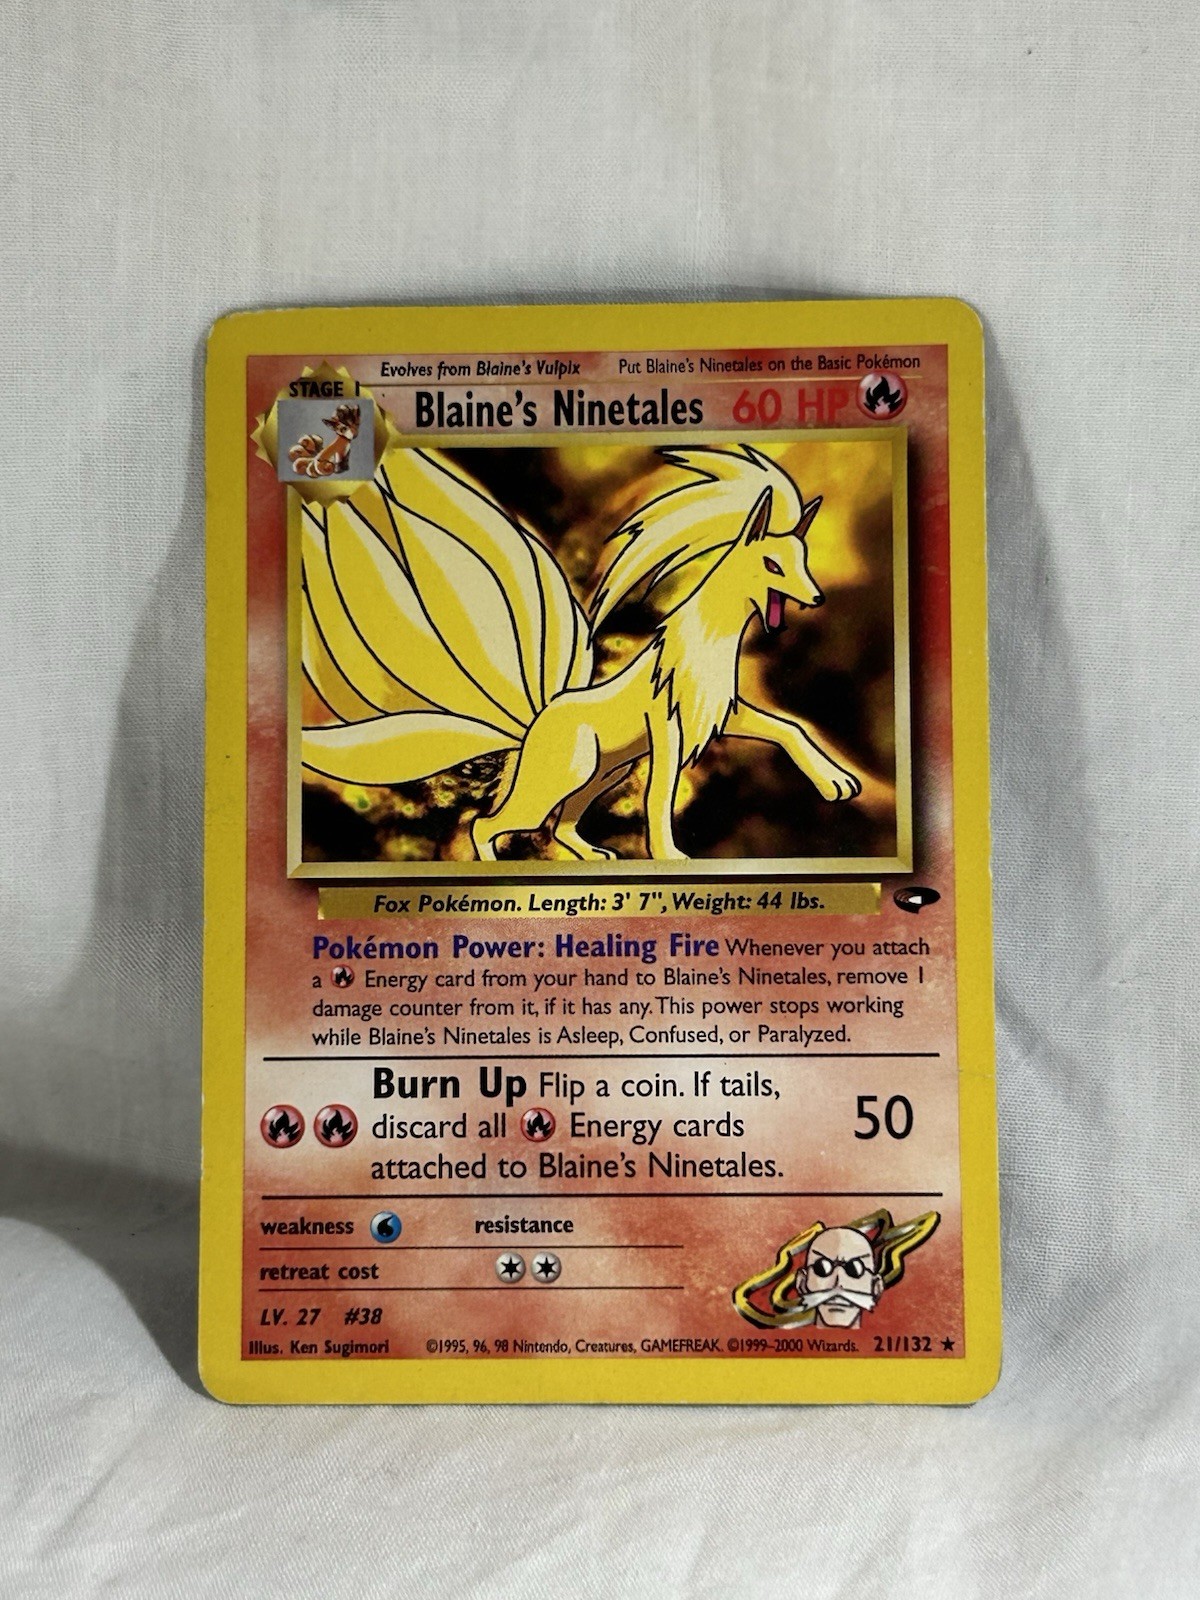 Evolves from Blaine's Vulpix Put Blaine's Ninetales on the Basic Pokémon
STAGE 1
Blaine's Ninetales 60 HP
Fox Pokémon. Length: 3' 7", Weight: 44 lbs.
Pokémon Power: Healing Fire Whenever you attach
a Energy card from your hand to Blaine's Ninetales, remove 1
damage counter from it, if it has any. This power stops working
while Blaine's Ninetales is Asleep, Confused, or Paralyzed.
Burn Up Flip a coin. If tails,
discard all Energy cards
attached to Blaine's Ninetales.
50
weakness resistance
retreat cost
LV. 27 #38
Illus. Ken Sugimori ©1995, 96, 98 Nintendo, Creatures, GAMEFREAK. ©1999-2000 Wizards. 21/132 ★